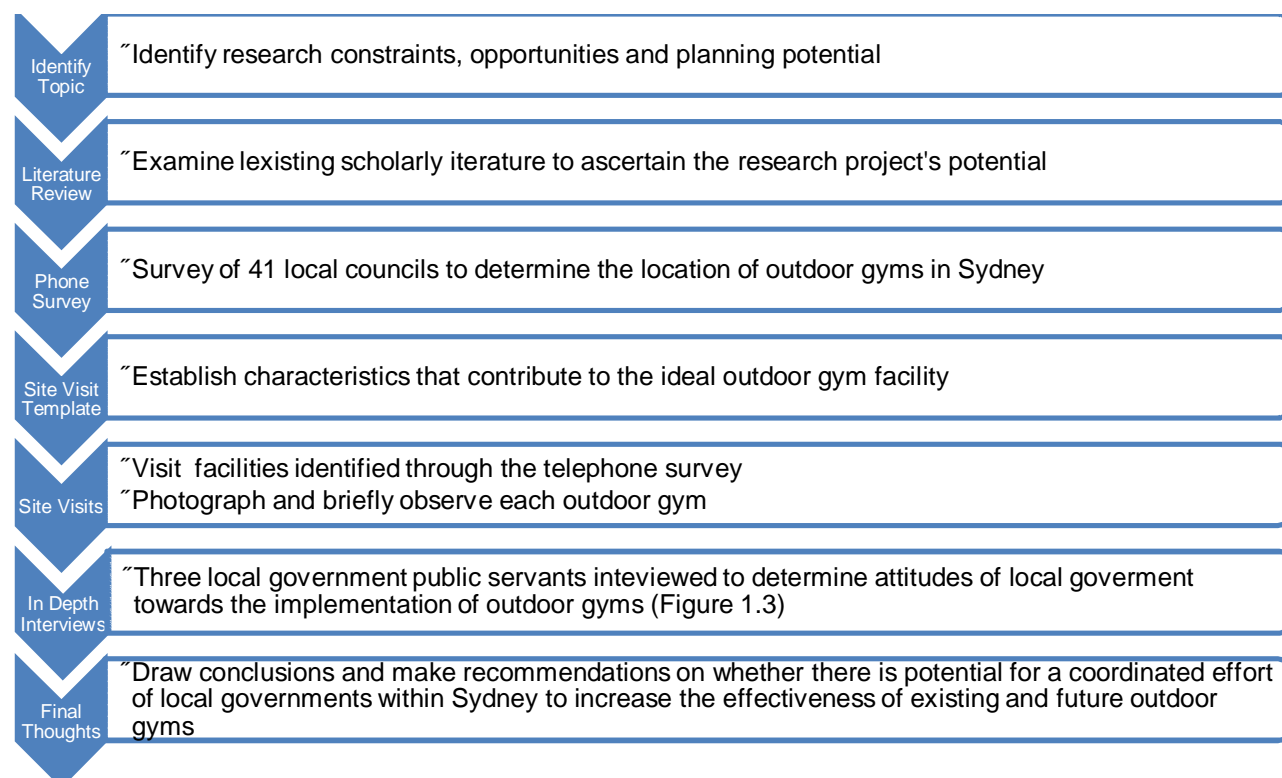 Identify
Topic
˝Identify research constraints, opportunities and planning potential
Literature
Review
˝Examine lexisting scholarly iterature to ascertain the research project's potential
Phone
Survey
˝Survey of 41 local councils to determine the location of outdoor gyms in Sydney
Site Visit
Template
˝Establish characteristics that contribute to the ideal outdoor gym facility
Site Visits
˝Visit facilities identified through the telephone survey
˝Photograph and briefly observe each outdoor gym
In Depth
Interviews
˝Three local government public servants inteviewed to determine attitudes of local goverment
towards the implementation of outdoor gyms (Figure 1.3)
Final
Thoughts
˝Draw conclusions and make recommendations on whether there is potential for a coordinated effort
of local governments within Sydney to increase the effectiveness of existing and future outdoor
gyms